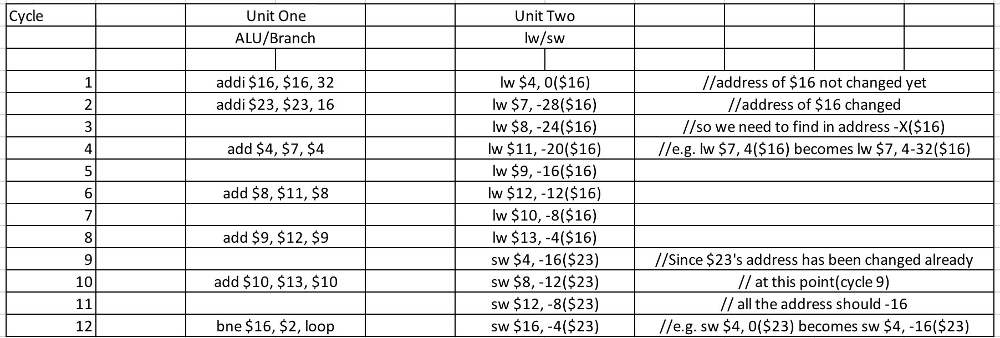 Cycle Unit One Unit Two
ALU/Branch lw/sw
1 addi $16, $16, 32 lw $4, 0($16) //address of $16 not changed yet
2 addi $23, $23, 16 lw $7, -28($16) //address of $16 changed
3 lw $8, -24($16) //so we need to find in address -X($16)
4 add $4, $7, $4 lw $11, -20($16) //e.g. lw $7, 4($16) becomes lw $7, 4-32($16)
5 lw $9, -16($16)
6 add $8, $11, $8 lw $12, -12($16)
7 lw $10, -8($16)
8 add $9, $12, $9 lw $13, -4($16)
9 sw $4, -16($23) //Since $23's address has been changed already
10 add $10, $13, $10 sw $8, -12($23) // at this point(cycle 9)
11 sw $12, -8($23) // all the address should -16
12 bne $16, $2, loop sw $16, -4($23) //e.g. sw $4, 0($23) becomes sw $4, -16($23)